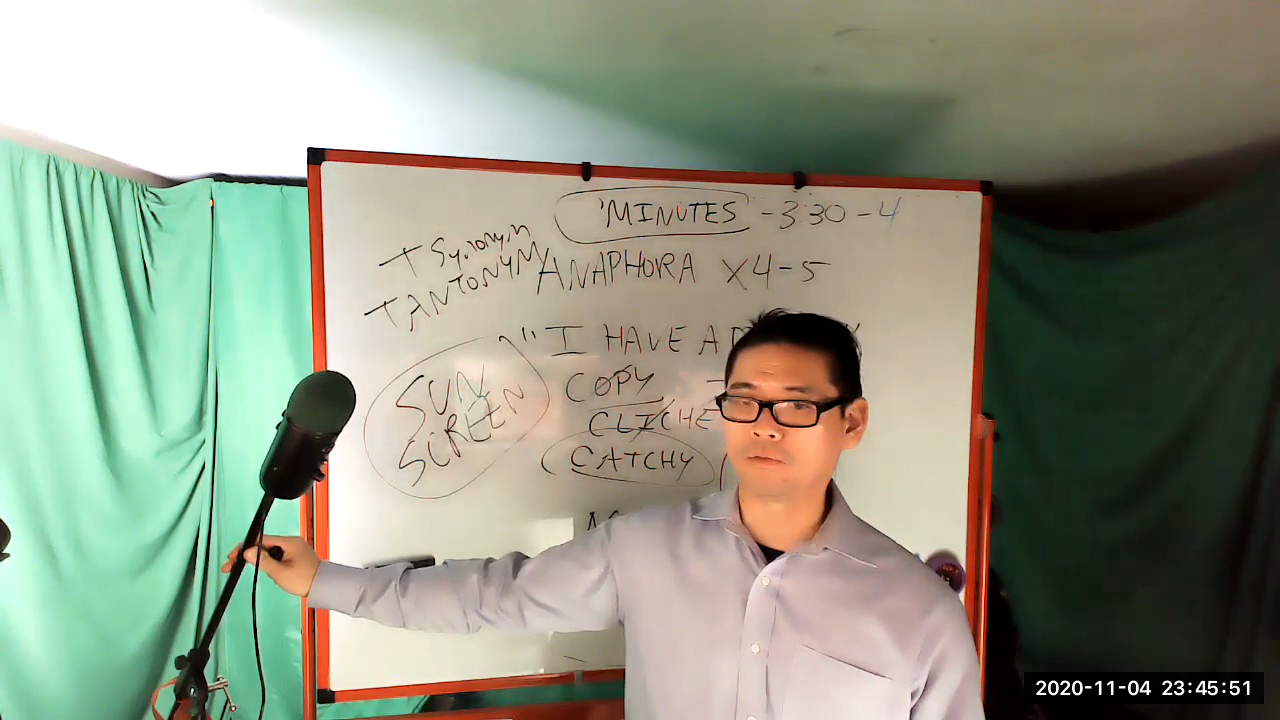 'MINUTES' -3:30-4
+ Synonym
+ ANTONYM
ANAPHORA X4-5
"I HAVE A D
SUN
SCREEN
COPY
CLICHE
CATCHY
2020-11-04 23:45:51